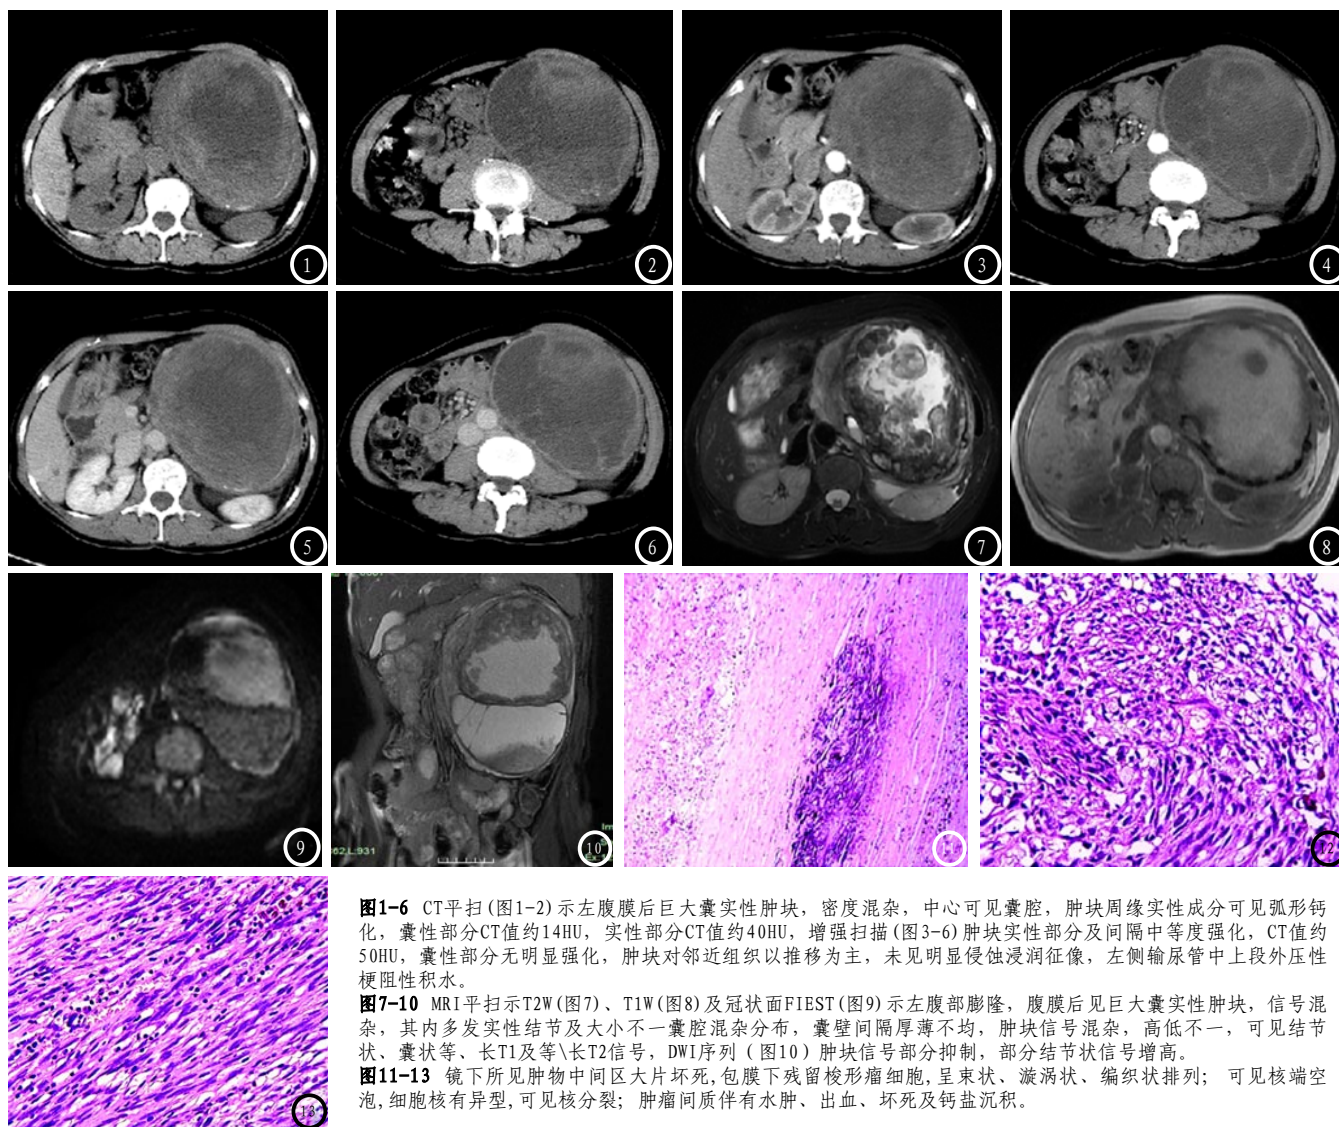 1
2
3
4
5
6
7
8
9
62,L:931
10
11
12
13
图1-6 CT平扫(图1-2)示左腹膜后巨大囊实性肿块，密度混杂，中心可见囊腔，肿块周缘实性成分可见弧形钙
化，囊性部分CT值约14HU，实性部分CT值约40HU，增强扫描(图3-6)肿块实性部分及间隔中等度强化，CT值约
50HU，囊性部分无明显强化，肿块对邻近组织以推移为主，未见明显侵蚀浸润征像，左侧输尿管中上段外压性
梗阻性积水。
图7-10 MRI平扫示T2W(图7)、T1W(图8)及冠状面FIEST(图9)示左腹部膨隆，腹膜后见巨大囊实性肿块，信号混
杂，其内多发实性结节及大小不一囊腔混杂分布，囊壁间隔厚薄不均，肿块信号混杂，高低不一，可见结节
状、囊状等、长T1及等\长T2信号，DWI序列（图10）肿块信号部分抑制，部分结节状信号增高。
图11-13 镜下所见肿物中间区大片坏死,包膜下残留梭形瘤细胞,呈束状、漩涡状、编织状排列; 可见核端空
泡,细胞核有异型,可见核分裂; 肿瘤间质伴有水肿、出血、坏死及钙盐沉积。